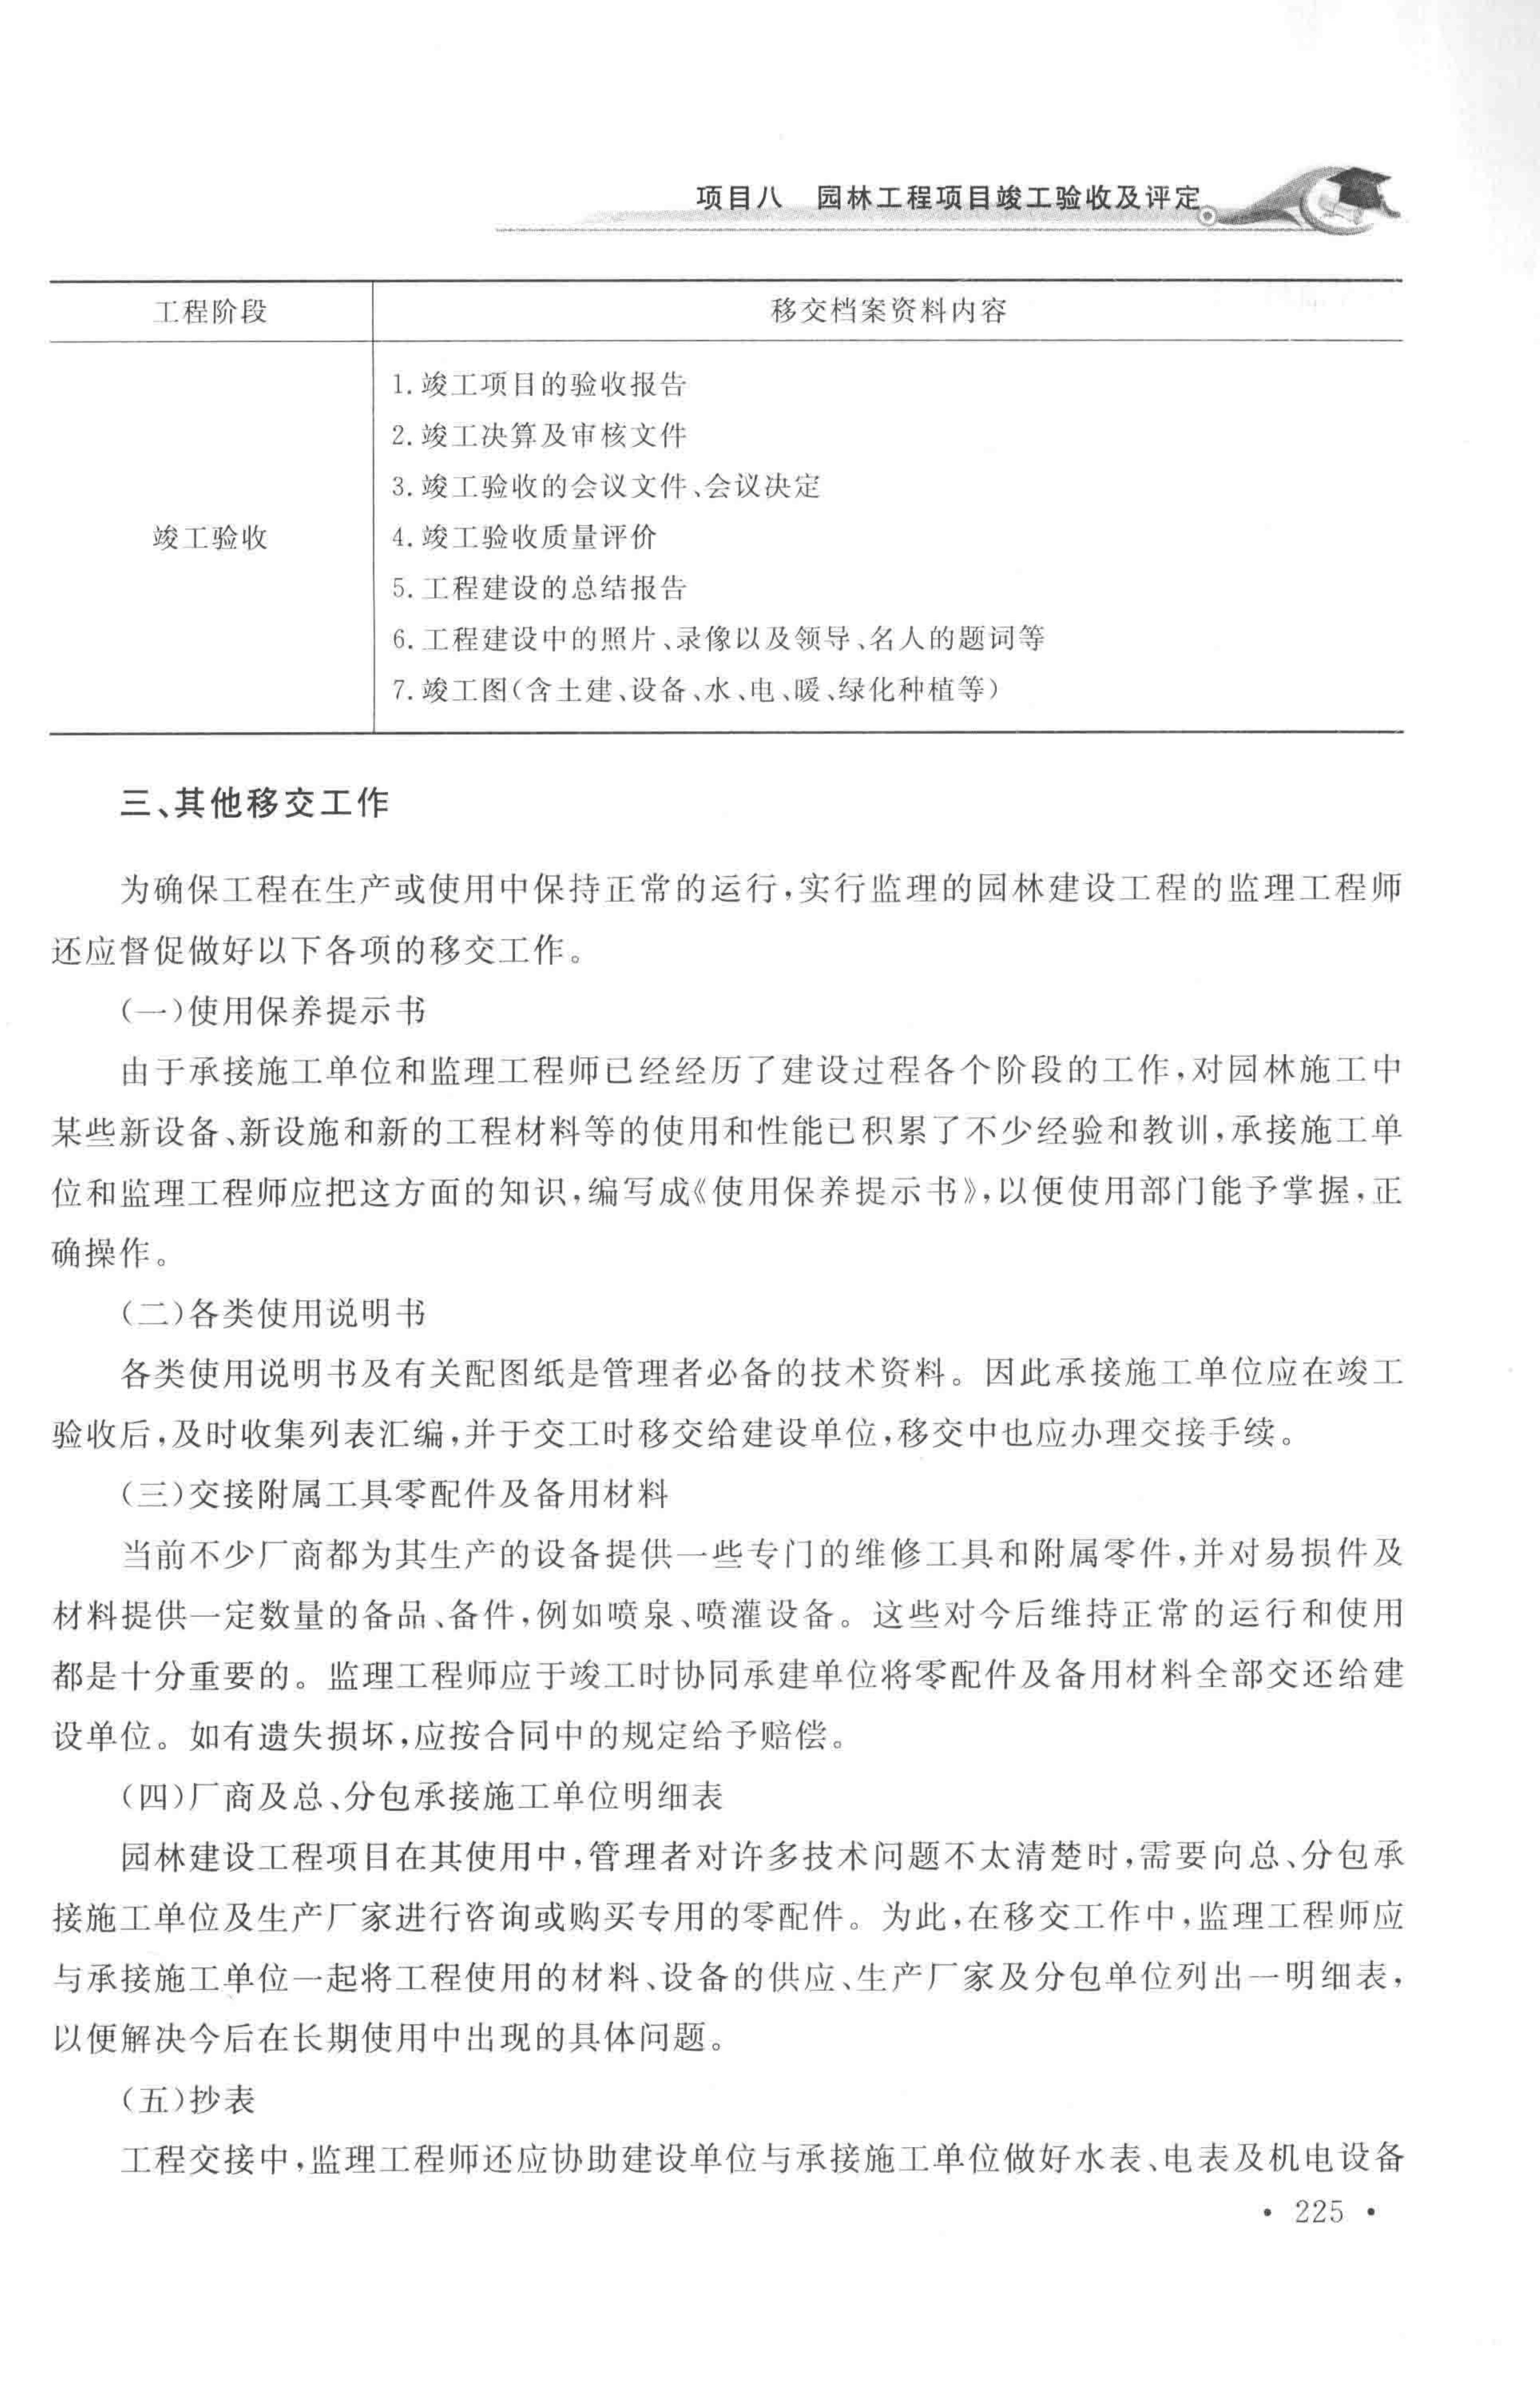 项目八 园林工程项目竣工验收及评定
工程阶段 移交档案资料内容
1. 竣工项目的验收报告
2. 竣工决算及审核文件
3. 竣工验收的会议文件、会议决定
竣工验收 4. 竣工验收质量评价
5. 工程建设的总结报告
6. 工程建设中的照片、录像以及领导、名人的题词等
7. 竣工图(含土建、设备、水、电、暖、绿化种植等)
三、其他移交工作
为确保工程在生产或使用中保持正常的运行,实行监理的园林建设工程的监理工程师
还应督促做好以下各项的移交工作。
(一)使用保养提示书
由于承接施工单位和监理工程师已经经历了建设过程各个阶段的工作,对园林施工中
某些新设备、新设施和新的工程材料等的使用和性能已积累了不少经验和教训,承接施工单
位和监理工程师应把这方面的知识,编写成《使用保养提示书》,以便使用部门能予掌握,正
确操作。
(二)各类使用说明书
各类使用说明书及有关配图纸是管理者必备的技术资料。因此承接施工单位应在竣工
验收后,及时收集列表汇编,并于交工时移交给建设单位,移交中也应办理交接手续。
(三)交接附属工具零配件及备用材料
当前不少厂商都为其生产的设备提供一些专门的维修工具和附属零件,并对易损件及
材料提供一定数量的备品、备件,例如喷泉、喷灌设备。这些对今后维持正常的运行和使用
都是十分重要的。监理工程师应于竣工时协同承建单位将零配件及备用材料全部交还给建
设单位。如有遗失损坏,应按合同中的规定给予赔偿。
(四)厂商及总、分包承接施工单位明细表
园林建设工程项目在其使用中,管理者对许多技术问题不太清楚时,需要向总、分包承
接施工单位及生产厂家进行咨询或购买专用的零配件。为此,在移交工作中,监理工程师应
与承接施工单位一起将工程使用的材料、设备的供应、生产厂家及分包单位列出一明细表,
以便解决今后在长期使用中出现的具体问题。
(五)抄表
工程交接中,监理工程师还应协助建设单位与承接施工单位做好水表、电表及机电设备
• 225 •